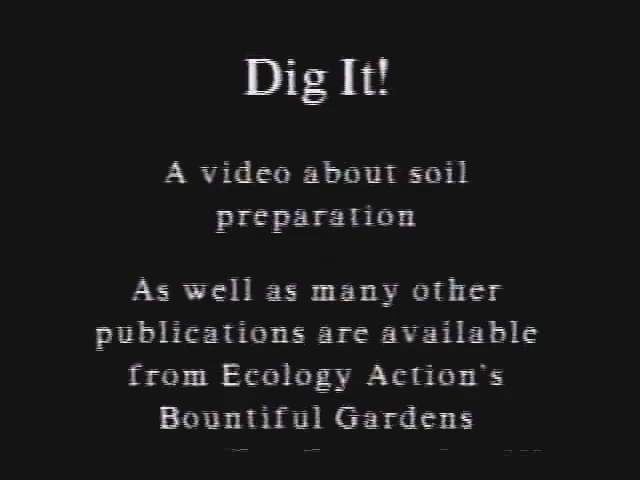 Dig It!
A video about soil
preparation
As well as many other
publications are available
from Ecology Action's
Bountiful Gardens